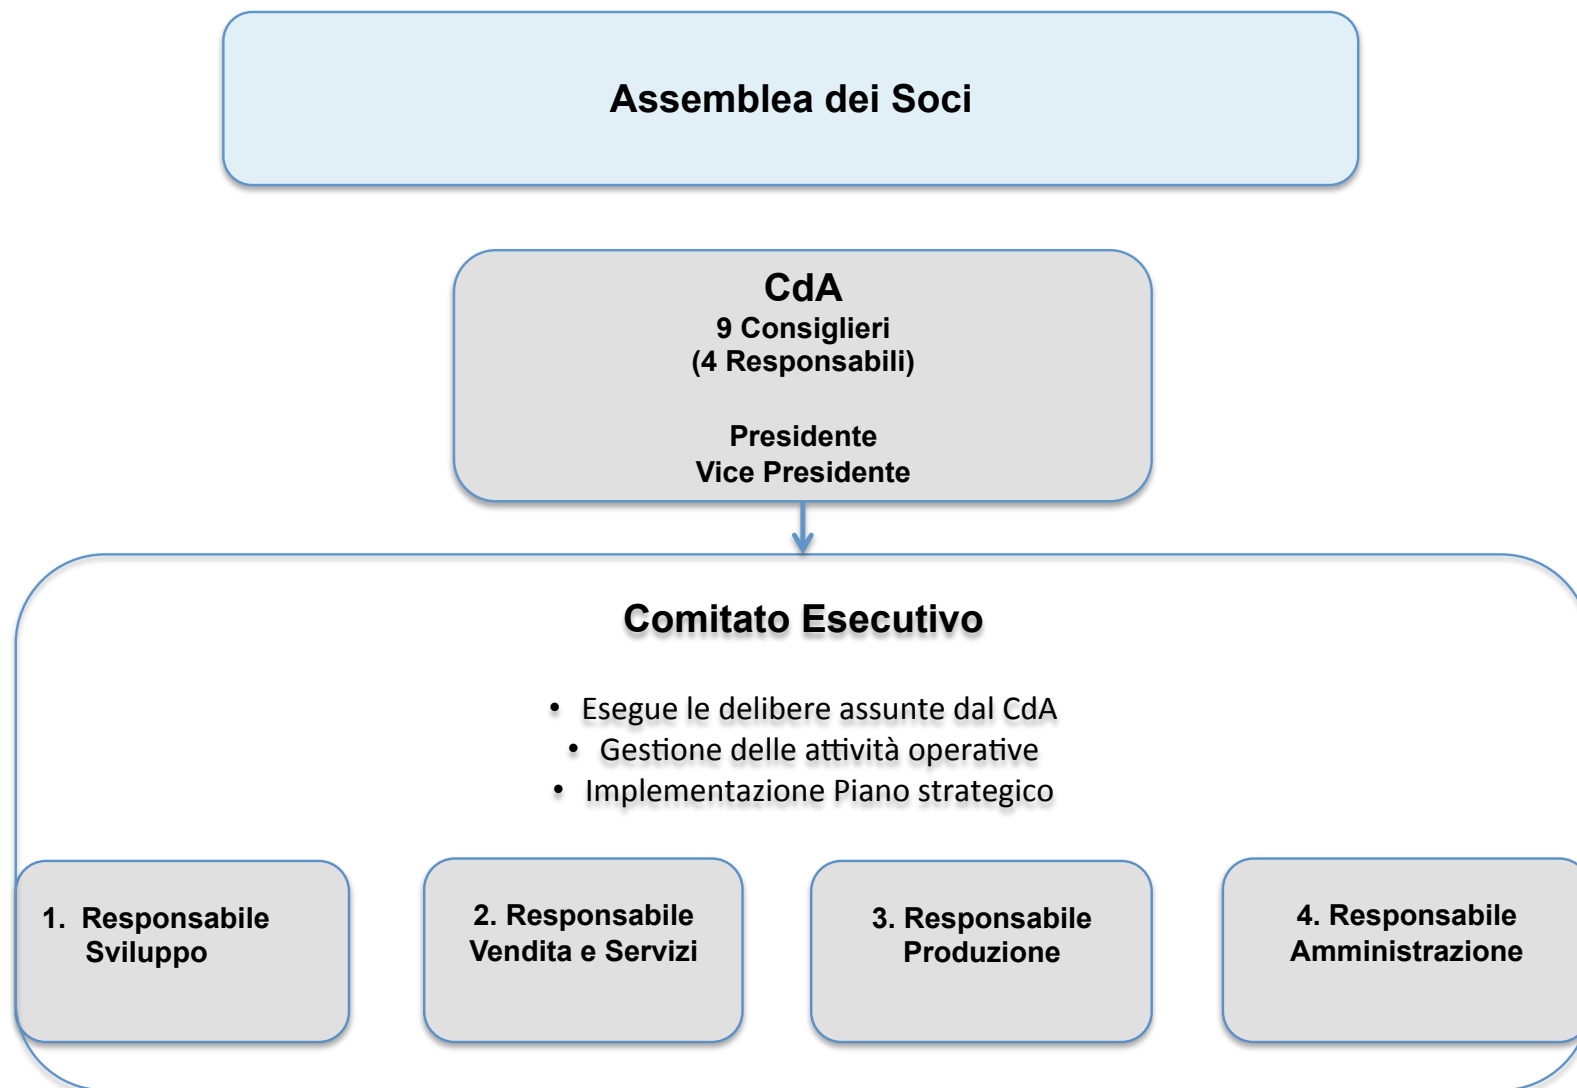 Assemblea dei Soci
CdA
9 Consiglieri
(4 Responsabili)
Presidente
Vice Presidente
Comitato Esecutivo
• Esegue le delibere assunte dal CdA
• Gestione delle attività operative
• Implementazione Piano strategico
1. Responsabile
Sviluppo
2. Responsabile
Vendita e Servizi
3. Responsabile
Produzione
4. Responsabile
Amministrazione